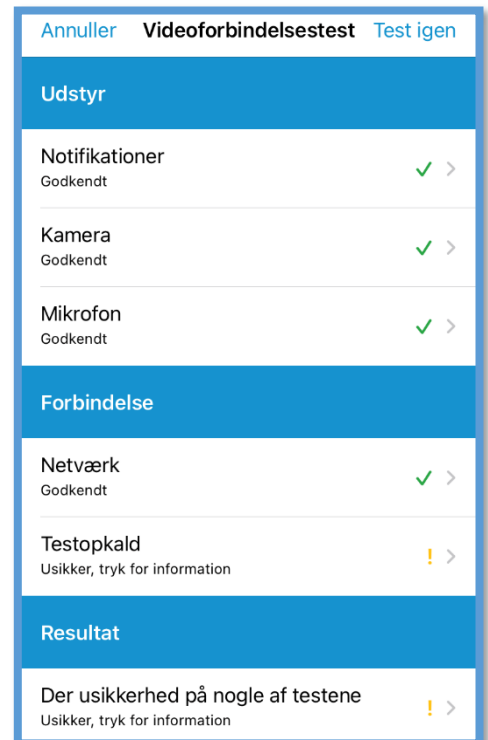 Annuller Videoforbindelsestest Test igen
Udstyr
Notifikationer
Godkendt
Kamera
Godkendt
Mikrofon
Godkendt
Forbindelse
Netværk
Godkendt
Testopkald
Usikker, tryk for information
Resultat
Der usikkerhed på nogle af testene
Usikker, tryk for information